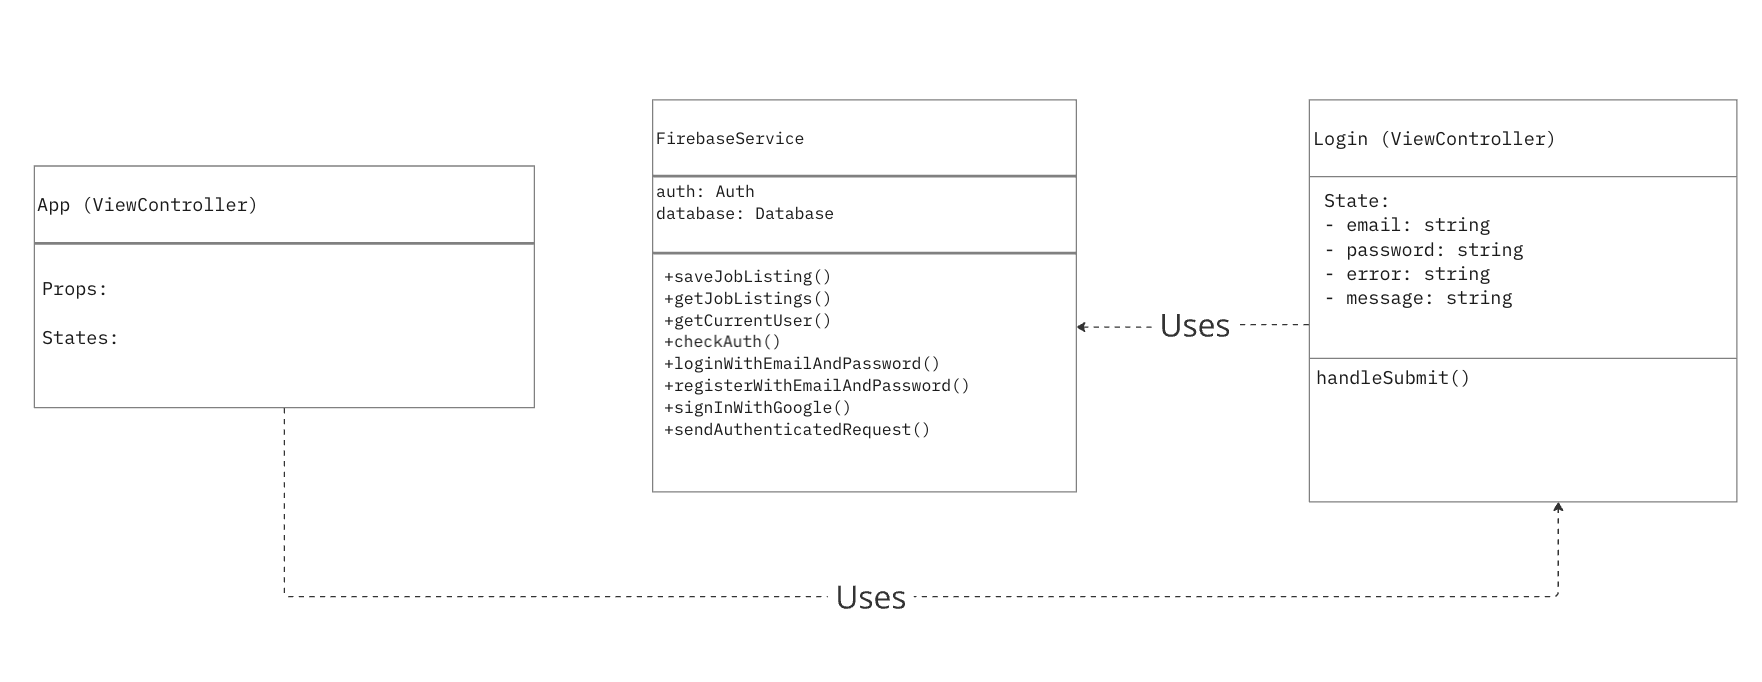 App (ViewController)
Props:
States:
FirebaseService
auth: Auth
database: Database
+saveJobListing()
+getJobListings()
+getCurrentUser()
+checkAuth()
+loginWithEmailAndPassword()
+registerWithEmailAndPassword()
+signInWithGoogle()
+sendAuthenticatedRequest()
Uses
Login (ViewController)
State:
- email: string
- password: string
- error: string
- message: string
handleSubmit()
Uses